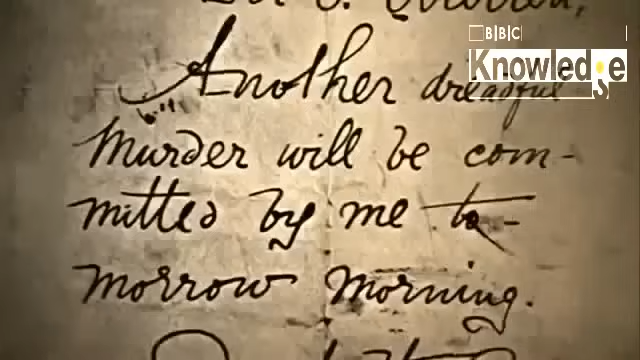 BBC
Knowledge
Another dreadful
Murder will be com-
mitted by me to-
morrow morning.